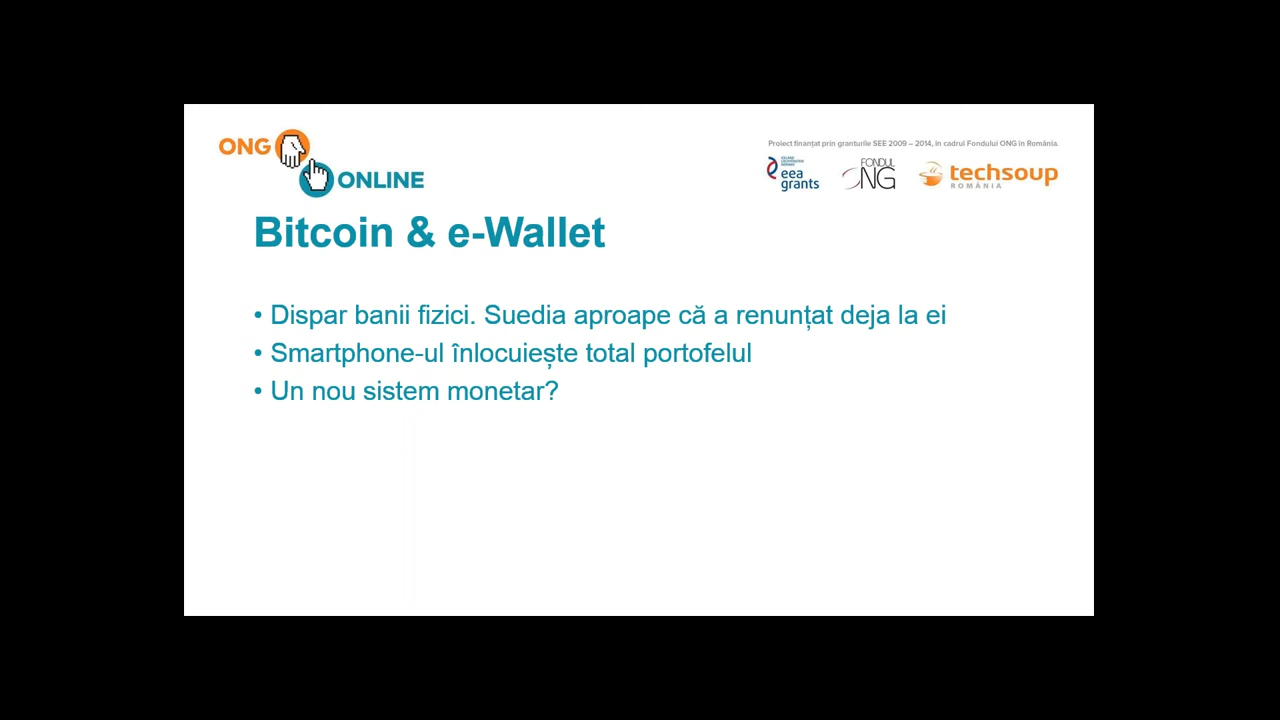 ONG
ONLINE
Proiect finanțat prin granturile SEE 2009 – 2014, în cadrul Fondului ONG în România.
eea
grants
FONDUL
ONG
techsoup
ROMÂNIA
Bitcoin & e-Wallet
• Dispar banii fizici. Suedia aproape că a renunțat deja la ei
• Smartphone-ul înlocuiește total portofelul
• Un nou sistem monetar?